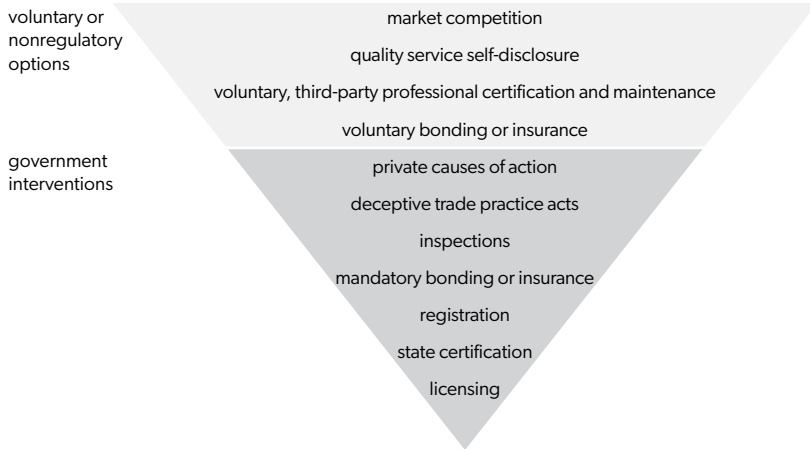 voluntary or
nonregulatory
options
market competition
quality service self-disclosure
voluntary, third-party professional certification and maintenance
voluntary bonding or insurance
government
interventions
private causes of action
deceptive trade practice acts
inspections
mandatory bonding or insurance
registration
state certification
licensing